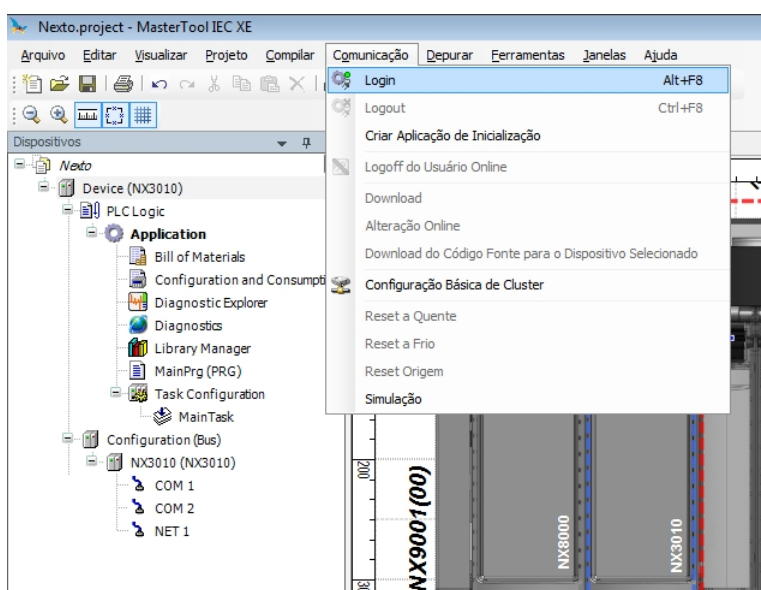 Nexto.project - MasterTool IEC XE
Arquivo Editar Visualizar Projeto Compilar Comunicação Depurar Ferramentas Janelas Ajuda
Login Alt+F8
Logout Ctrl+F8
Criar Aplicação de Inicialização
Logoff do Usuário Online
Download
Alteração Online
Download do Código Fonte para o Dispositivo Selecionado
Configuração Básica de Cluster
Reset a Quente
Reset a Frio
Reset Origem
Simulação
Dispositivos
Nexto
Device (NX3010)
PLC Logic
Application
Bill of Materials
Configuration and Consumpti
Diagnostic Explorer
Diagnostics
Library Manager
MainPrg (PRG)
Task Configuration
MainTask
Configuration (Bus)
NX3010 (NX3010)
COM 1
COM 2
NET 1
200
NX9001(00)
NX8000
NX3010